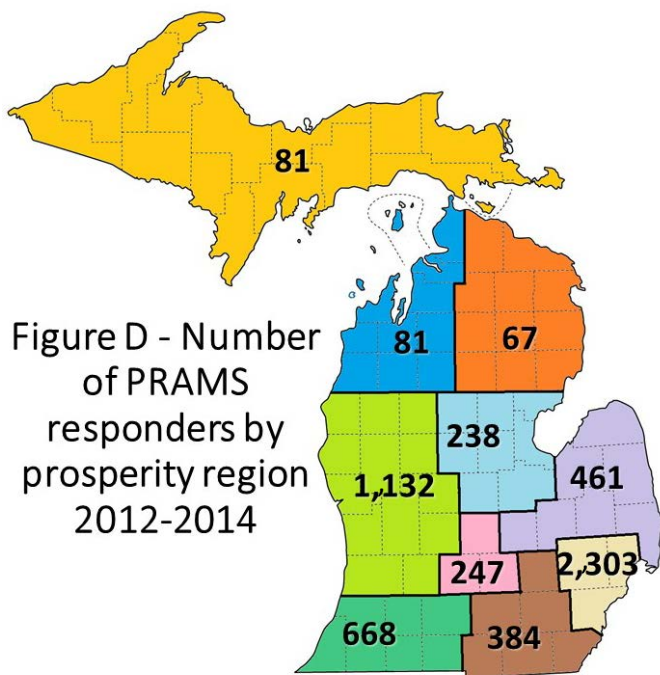 81
81
67
Figure D - Number
of PRAMS
responders by
prosperity region
2012-2014
238
1,132
461
247
2,303
668
384